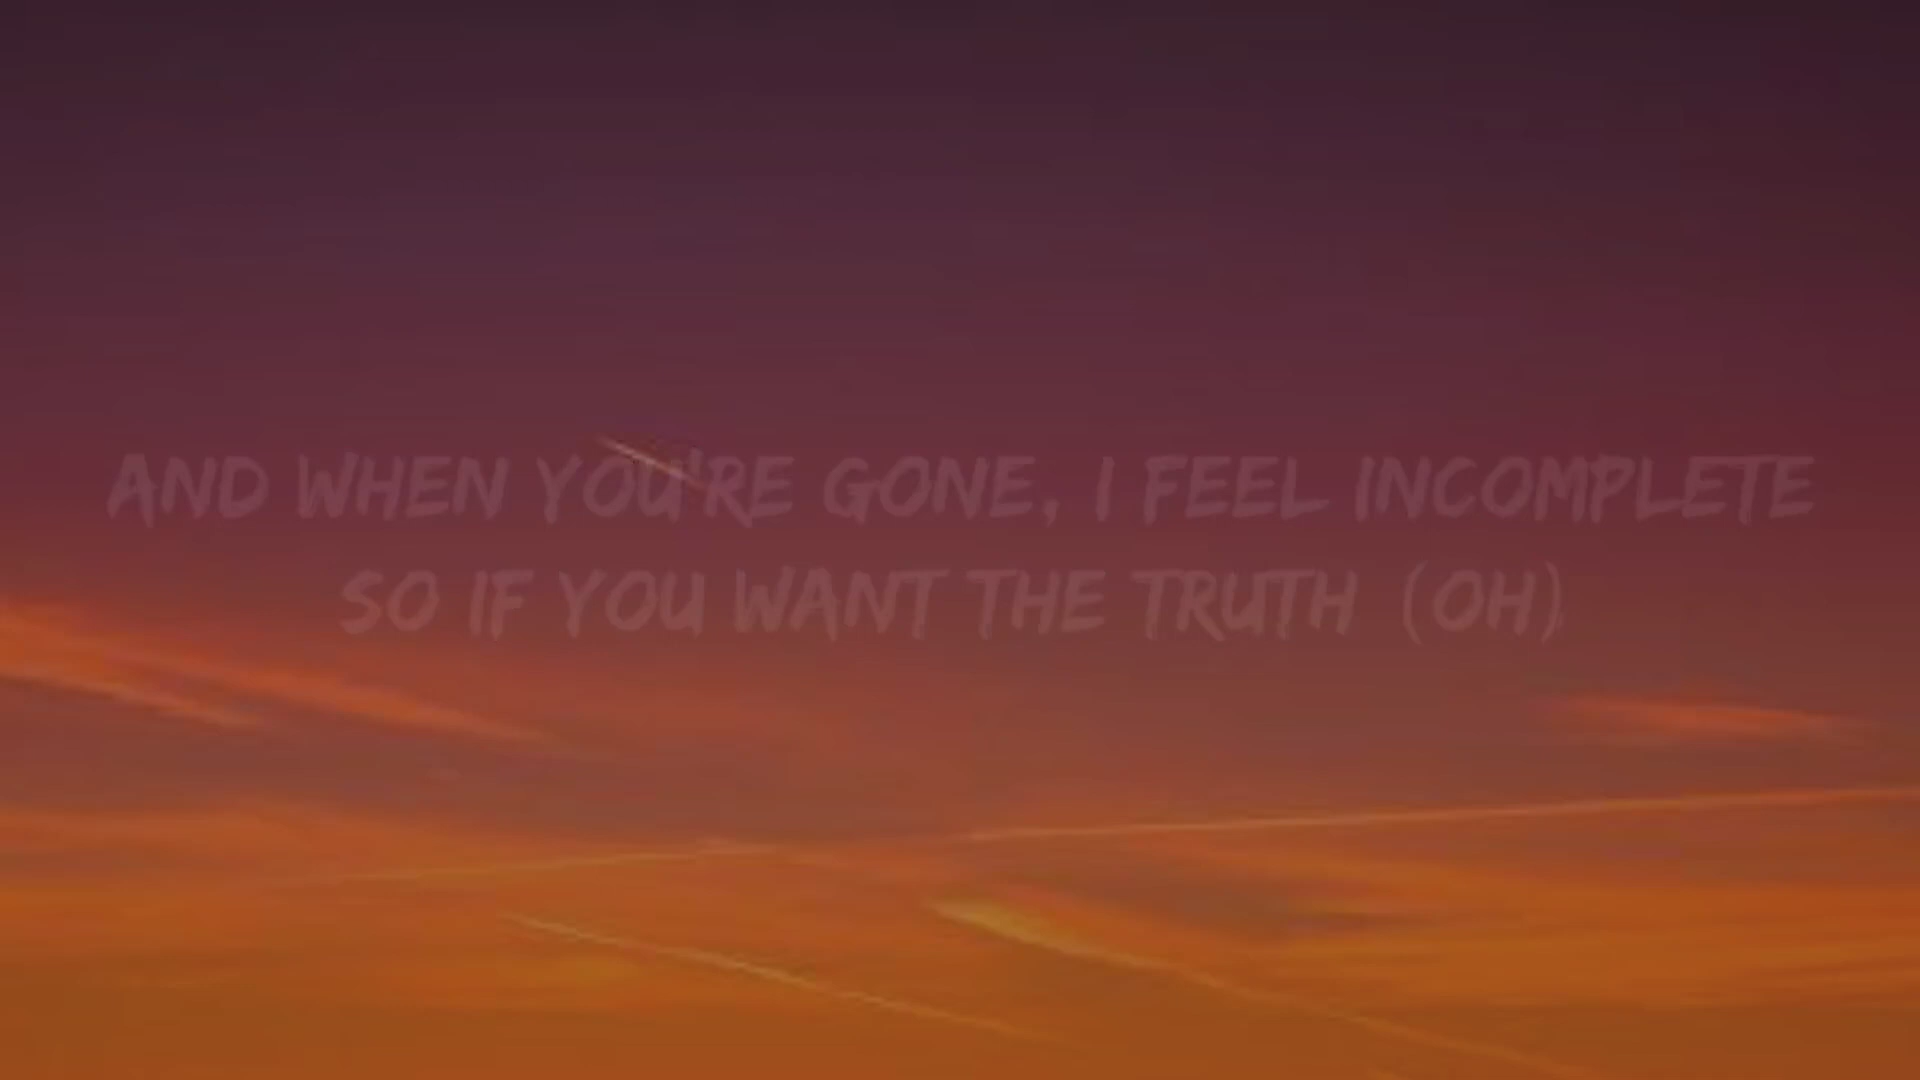 AND WHEN YOU'RE GONE, I FEEL INCOMPLETE
SO IF YOU WANT THE TRUTH (OH)